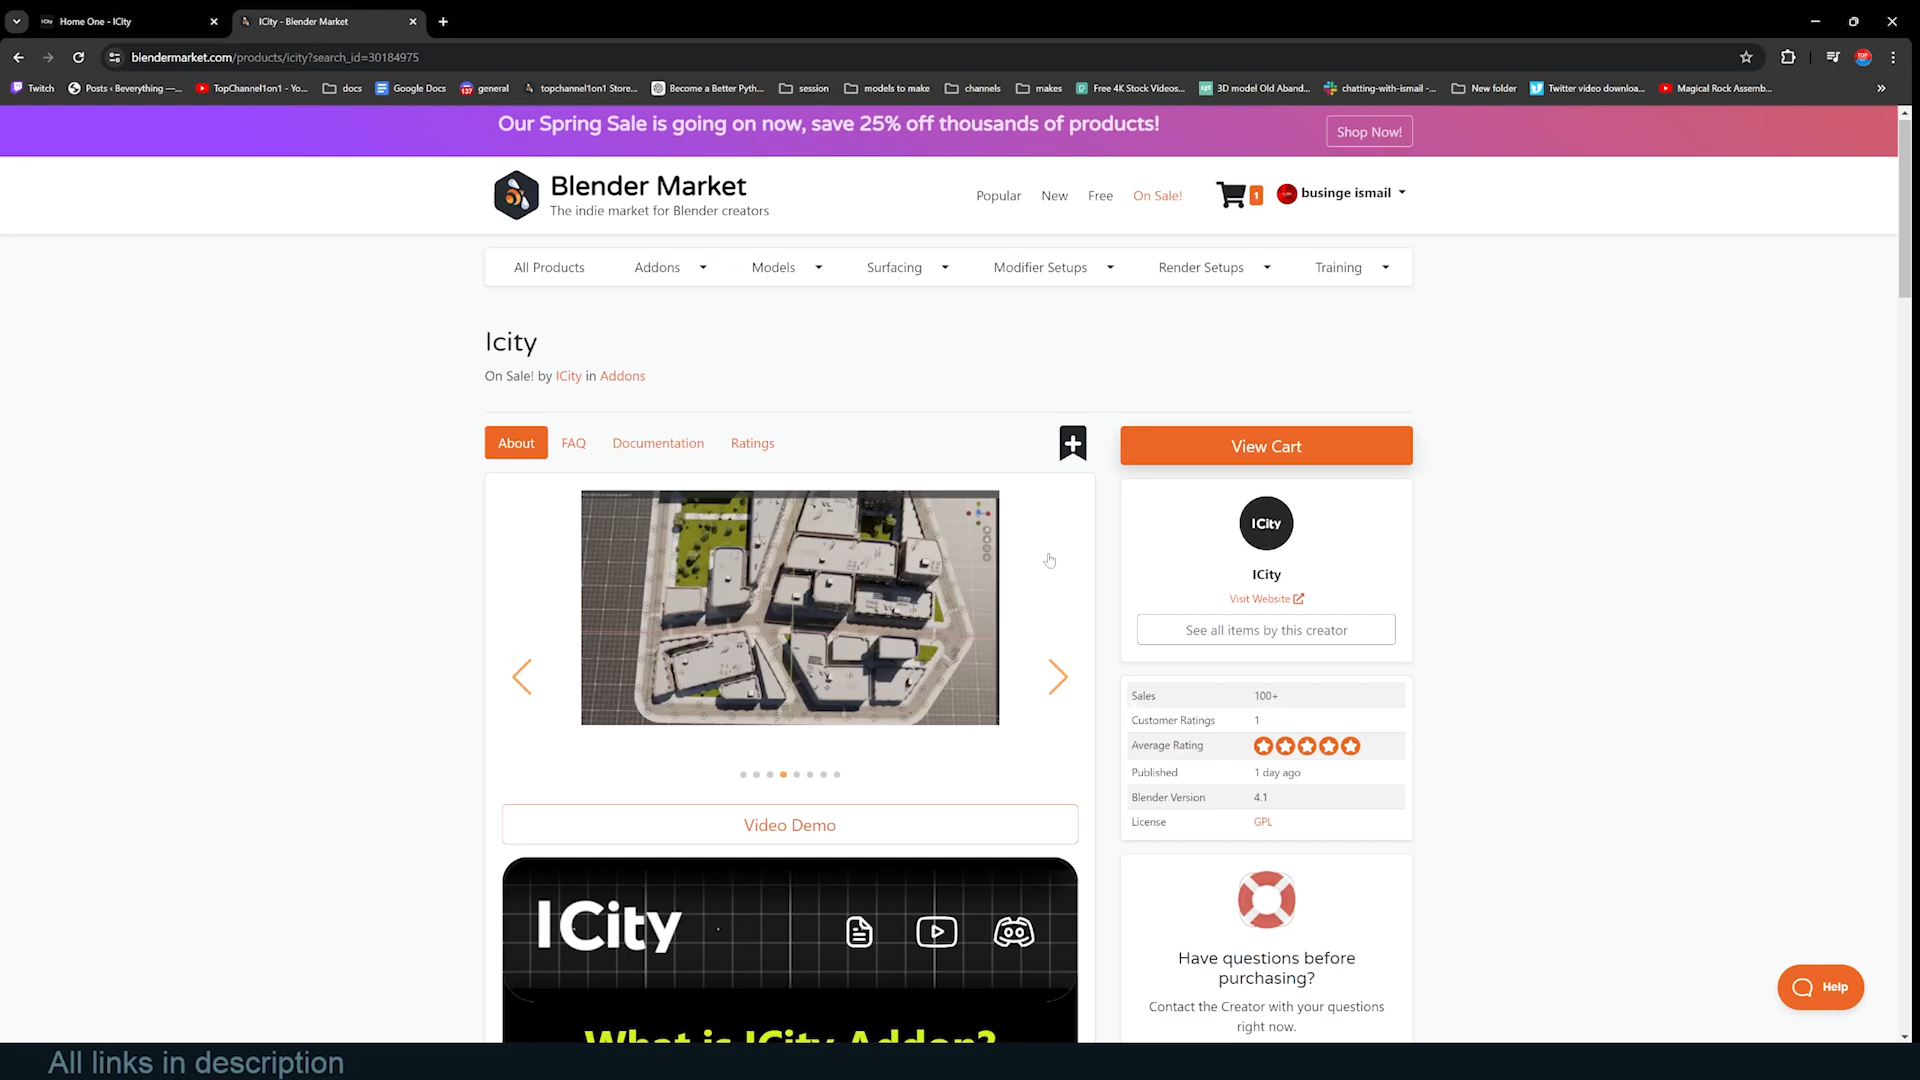 Home One - ICity
ICity - Blender Market
blendermarket.com/products/icity?search_id=30184975
Twitch
Posts ‹ Beverything —...
TopChannel1on1 - Yo...
docs
Google Docs
137
general
topchannel1on1 Store...
Become a Better Pyth...
session
models to make
channels
makes
Free 4K Stock Videos...
3D model Old Aband...
chatting-with-ismail -...
New folder
Twitter video downloa...
Magical Rock Assemb...
Our Spring Sale is going on now, save 25% off thousands of products!
Shop Now!
Blender Market
The indie market for Blender creators
Popular
New
Free
On Sale!
1
businge ismail
All Products
Addons
Models
Surfacing
Modifier Setups
Render Setups
Training
Icity
On Sale! by ICity in Addons
About
FAQ
Documentation
Ratings
View Cart
ICity
ICity
Visit Website
See all items by this creator
Sales 100+
Customer Ratings 1
Average Rating
Published 1 day ago
Blender Version 4.1
License GPL
Video Demo
ICity
What is ICity Addon?
Have questions before
purchasing?
Contact the Creator with your questions
right now.
Help
All links in description